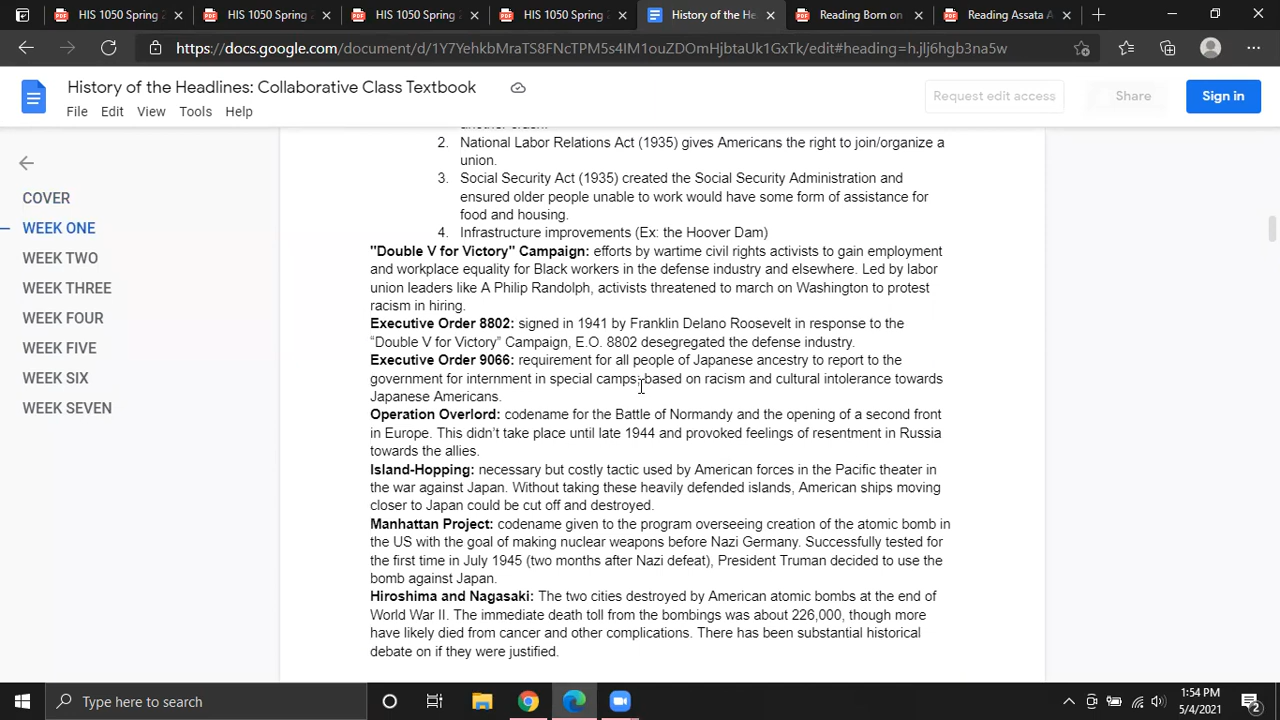 HIS 1050 Spring
HIS 1050 Spring
HIS 1050 Spring
HIS 1050 Spring
History of the He
Reading Born on
Reading Assata A
https://docs.google.com/document/d/1Y7YehkbMraTS8FNcTPM5s4IM1ouZDOmHjbtaUk1GxTk/edit#heading=h.jlj6hgb3na5w
History of the Headlines: Collaborative Class Textbook
File Edit View Tools Help
Request edit access
Share
Sign in
COVER
WEEK ONE
WEEK TWO
WEEK THREE
WEEK FOUR
WEEK FIVE
WEEK SIX
WEEK SEVEN
2. National Labor Relations Act (1935) gives Americans the right to join/organize a
union.
3. Social Security Act (1935) created the Social Security Administration and
ensured older people unable to work would have some form of assistance for
food and housing.
4. Infrastructure improvements (Ex: the Hoover Dam)
"Double V for Victory" Campaign: efforts by wartime civil rights activists to gain employment
and workplace equality for Black workers in the defense industry and elsewhere. Led by labor
union leaders like A Philip Randolph, activists threatened to march on Washington to protest
racism in hiring.
Executive Order 8802: signed in 1941 by Franklin Delano Roosevelt in response to the
“Double V for Victory” Campaign, E.O. 8802 desegregated the defense industry.
Executive Order 9066: requirement for all people of Japanese ancestry to report to the
government for internment in special camps; based on racism and cultural intolerance towards
Japanese Americans.
Operation Overlord: codename for the Battle of Normandy and the opening of a second front
in Europe. This didn’t take place until late 1944 and provoked feelings of resentment in Russia
towards the allies.
Island-Hopping: necessary but costly tactic used by American forces in the Pacific theater in
the war against Japan. Without taking these heavily defended islands, American ships moving
closer to Japan could be cut off and destroyed.
Manhattan Project: codename given to the program overseeing creation of the atomic bomb in
the US with the goal of making nuclear weapons before Nazi Germany. Successfully tested for
the first time in July 1945 (two months after Nazi defeat), President Truman decided to use the
bomb against Japan.
Hiroshima and Nagasaki: The two cities destroyed by American atomic bombs at the end of
World War II. The immediate death toll from the bombings was about 226,000, though more
have likely died from cancer and other complications. There has been substantial historical
debate on if they were justified.
Type here to search
1:54 PM
5/4/2021
2